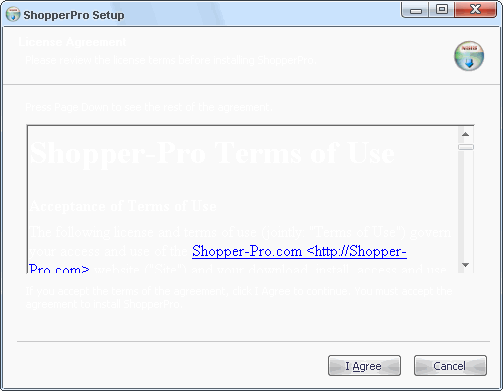 ShopperPro Setup
License Agreement
Please review the license terms before installing ShopperPro.
Press Page Down to see the rest of the agreement.
Shopper-Pro Terms of Use
Acceptance of Terms of Use
The following license and terms of use (jointly, "Terms of Use") govern
your access and use of the Shopper-Pro.com <http://Shopper-
Pro.com>
If you accept the terms of the agreement, click I Agree to continue. You must accept the
agreement to install ShopperPro.
I Agree
Cancel